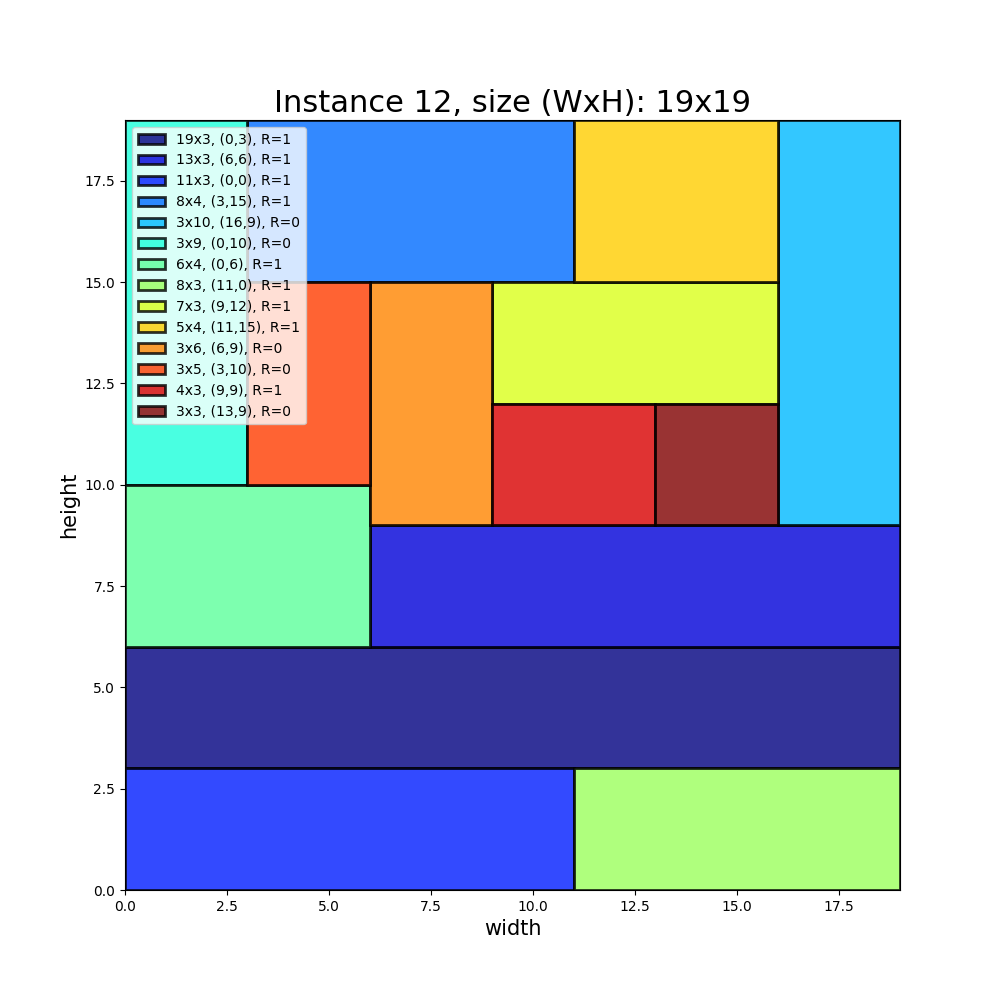 Instance 12, size (WxH): 19x19
19x3, (0,3), R=1
13x3, (6,6), R=1
11x3, (0,0), R=1
8x4, (3,15), R=1
3x10, (16,9), R=0
3x9, (0,10), R=0
6x4, (0,6), R=1
8x3, (11,0), R=1
7x3, (9,12), R=1
5x4, (11,15), R=1
3x6, (6,9), R=0
3x5, (3,10), R=0
4x3, (9,9), R=1
3x3, (13,9), R=0
17.5
15.0
12.5
10.0
7.5
5.0
2.5
0.0
height
0.0 2.5 5.0 7.5 10.0 12.5 15.0 17.5
width